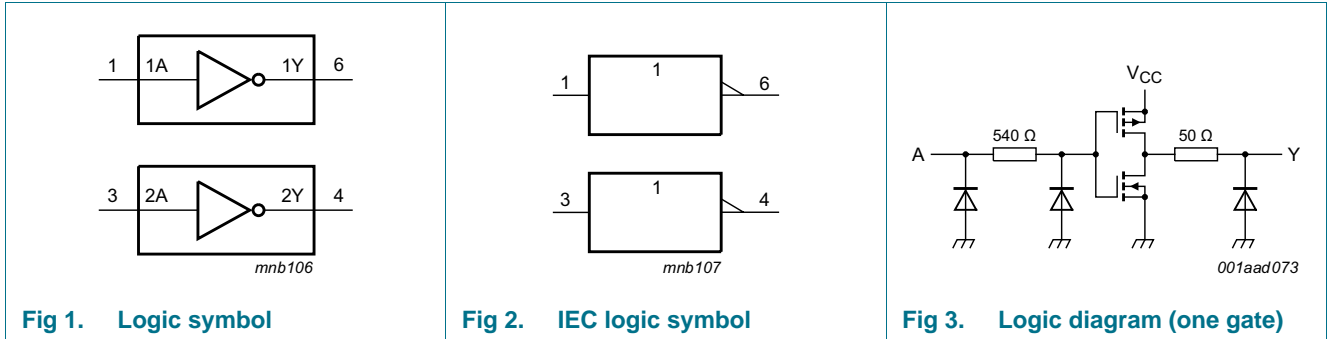 1 1A 1Y 6
3 2A 2Y 4
mnb106
Fig 1. Logic symbol
1 1 6
3 1 4
mnb107
Fig 2. IEC logic symbol
VCC
540 Ω 50 Ω
A Y
001aad073
Fig 3. Logic diagram (one gate)